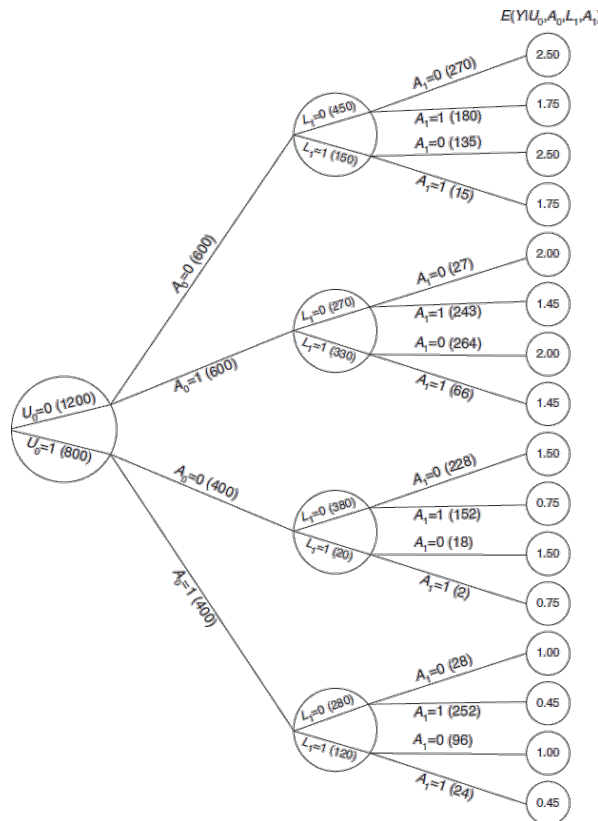 E(Y|U₀,A₀,L₁,A₁)
A₁=0 (270)
2.50
L₁=0 (450)
A₁=1 (180)
1.75
L₁=1 (150)
A₁=0 (135)
2.50
A₁=1 (15)
1.75
A₀=0 (600)
A₁=0 (27)
2.00
L₁=0 (270)
A₁=1 (243)
1.45
L₁=1 (330)
A₁=0 (264)
2.00
A₀=1 (600)
A₁=1 (66)
1.45
U₀=0 (1200)
U₀=1 (800)
A₀=0 (400)
A₁=0 (228)
1.50
L₁=0 (380)
A₁=1 (152)
0.75
L₁=1 (20)
A₁=0 (18)
1.50
A₁=1 (2)
0.75
A₀=1 (400)
A₁=0 (28)
1.00
L₁=0 (280)
A₁=1 (252)
0.45
L₁=1 (120)
A₁=0 (96)
1.00
A₁=1 (24)
0.45